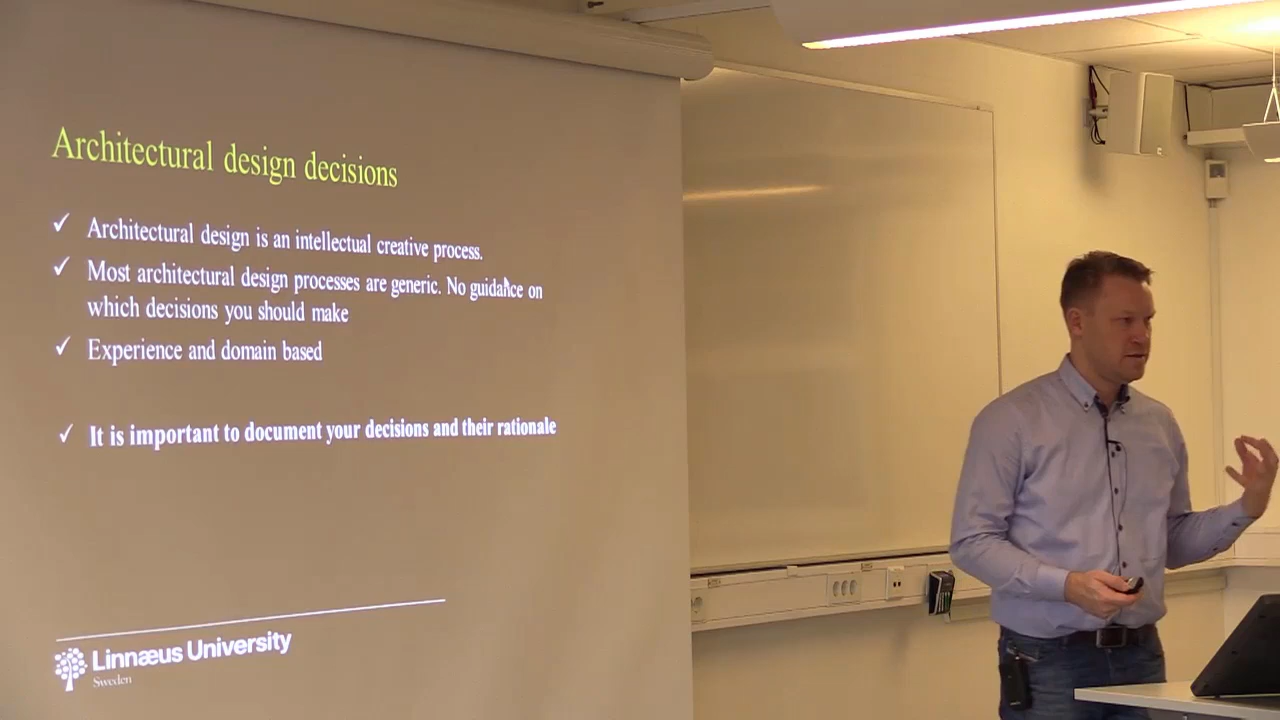 Architectural design decisions
✓ Architectural design is an intellectual creative process.
✓ Most architectural design processes are generic. No guidance on
which decisions you should make
✓ Experience and domain based
✓ It is important to document your decisions and their rationale
Linnæus University
Sweden